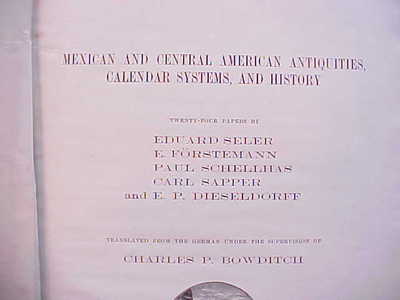 MEXICAN AND CENTRAL AMERICAN ANTIQUITIES,
CALENDAR SYSTEMS, AND HISTORY
TWENTY-FOUR PAPERS BY
EDUARD SELER
E. FÖRSTEMANN
PAUL SCHELLHAS
CARL SAPPER
and E. P. DIESELDORFF
TRANSLATED FROM THE GERMAN UNDER THE SUPERVISION OF
CHARLES P. BOWDITCH